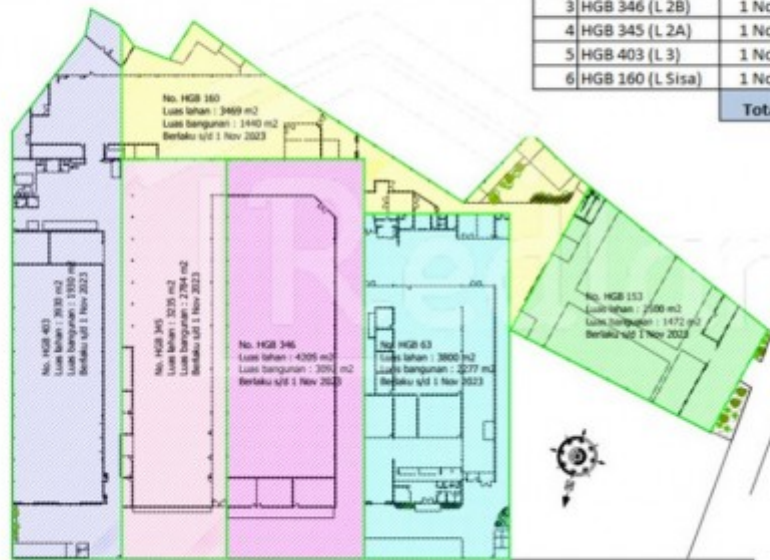 3 HGB 346 (L 2B) 1 No
4 HGB 345 (L 2A) 1 No
5 HGB 403 (L 3) 1 No
6 HGB 160 (L Sisa) 1 No
Tota
No. HGB 160
Luas lahan : 3469 m2
Luas bangunan : 1440 m2
Berlaku s/d 1 Nov 2023
No. HGB 403
Luas lahan : 3930 m2
Luas bangunan : 1930 m2
Berlaku s/d 1 Nov 2023
No. HGB 345
Luas lahan : 3235 m2
Luas bangunan : 2784 m2
Berlaku s/d 1 Nov 2023
No. HGB 346
Luas lahan : 4205 m2
Luas bangunan : 3092 m2
Berlaku s/d 1 Nov 2023
No. HGB 63
Luas lahan : 3800 m2
Luas bangunan : 2277 m2
Berlaku s/d 1 Nov 2023
No. HGB 153
Luas lahan : 2500 m2
Luas bangunan : 1472 m2
Berlaku s/d 1 Nov 2023